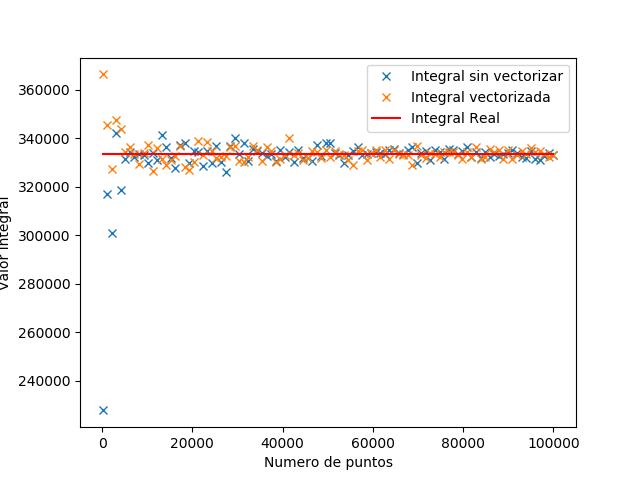 Integral sin vectorizar
Integral vectorizada
Integral Real
360000
340000
320000
300000
280000
260000
240000
Valor integral
0
20000
40000
60000
80000
100000
Numero de puntos